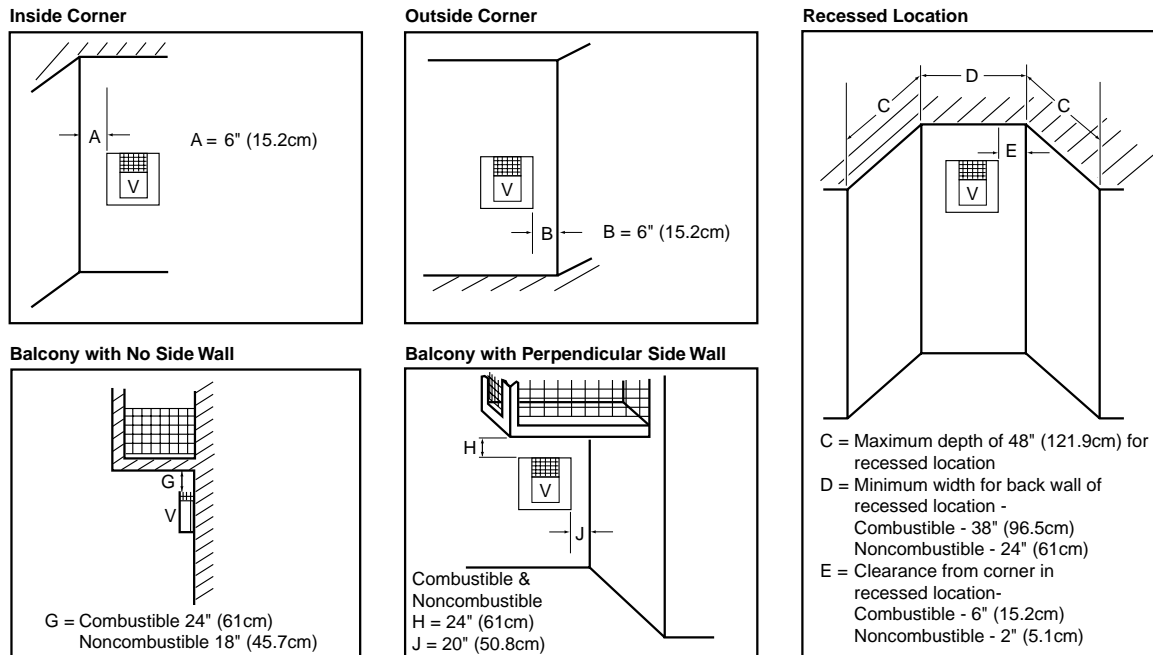 Inside Corner
A
V
A = 6" (15.2cm)
Outside Corner
V
B
B = 6" (15.2cm)
Recessed Location
D
C
C
E
V
C = Maximum depth of 48" (121.9cm) for
recessed location
D = Minimum width for back wall of
recessed location -
Combustible - 38" (96.5cm)
Noncombustible - 24" (61cm)
E = Clearance from corner in
recessed location-
Combustible - 6" (15.2cm)
Noncombustible - 2" (5.1cm)
Balcony with No Side Wall
G
V
G = Combustible 24" (61cm)
Noncombustible 18" (45.7cm)
Balcony with Perpendicular Side Wall
H
V
J
Combustible &
Noncombustible
H = 24" (61cm)
J = 20" (50.8cm)